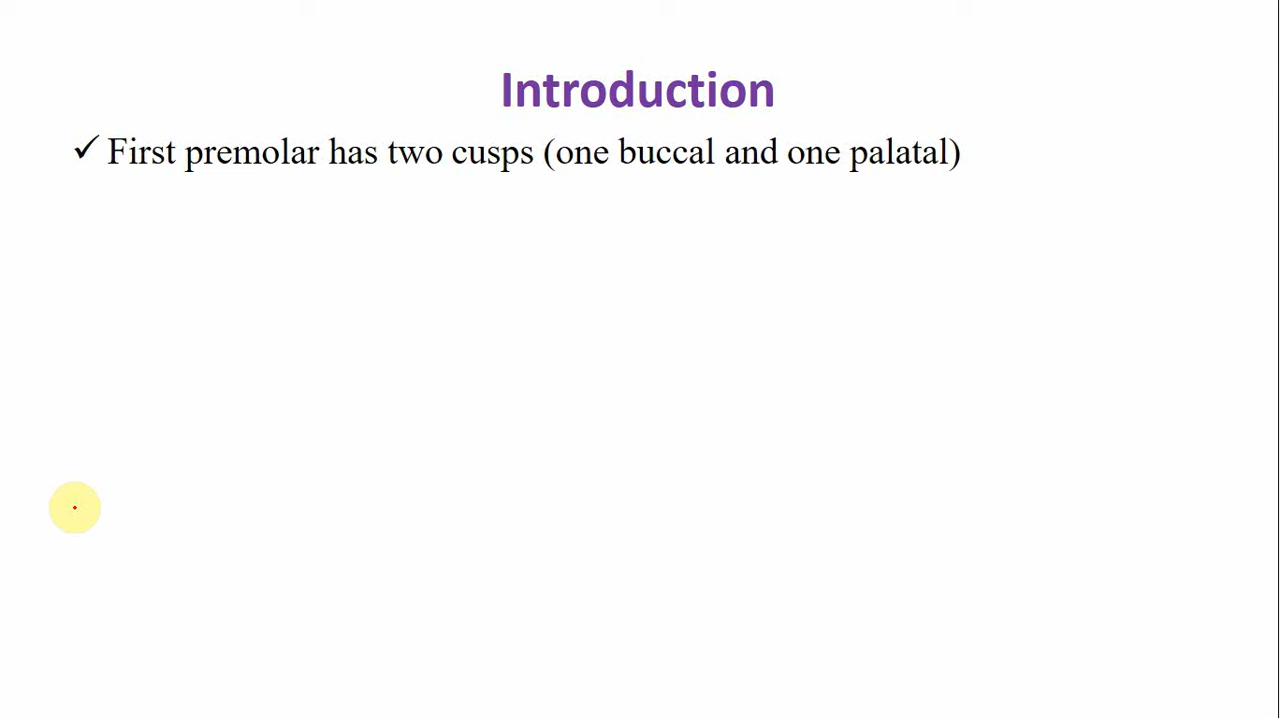 Introduction
✓ First premolar has two cusps (one buccal and one palatal)